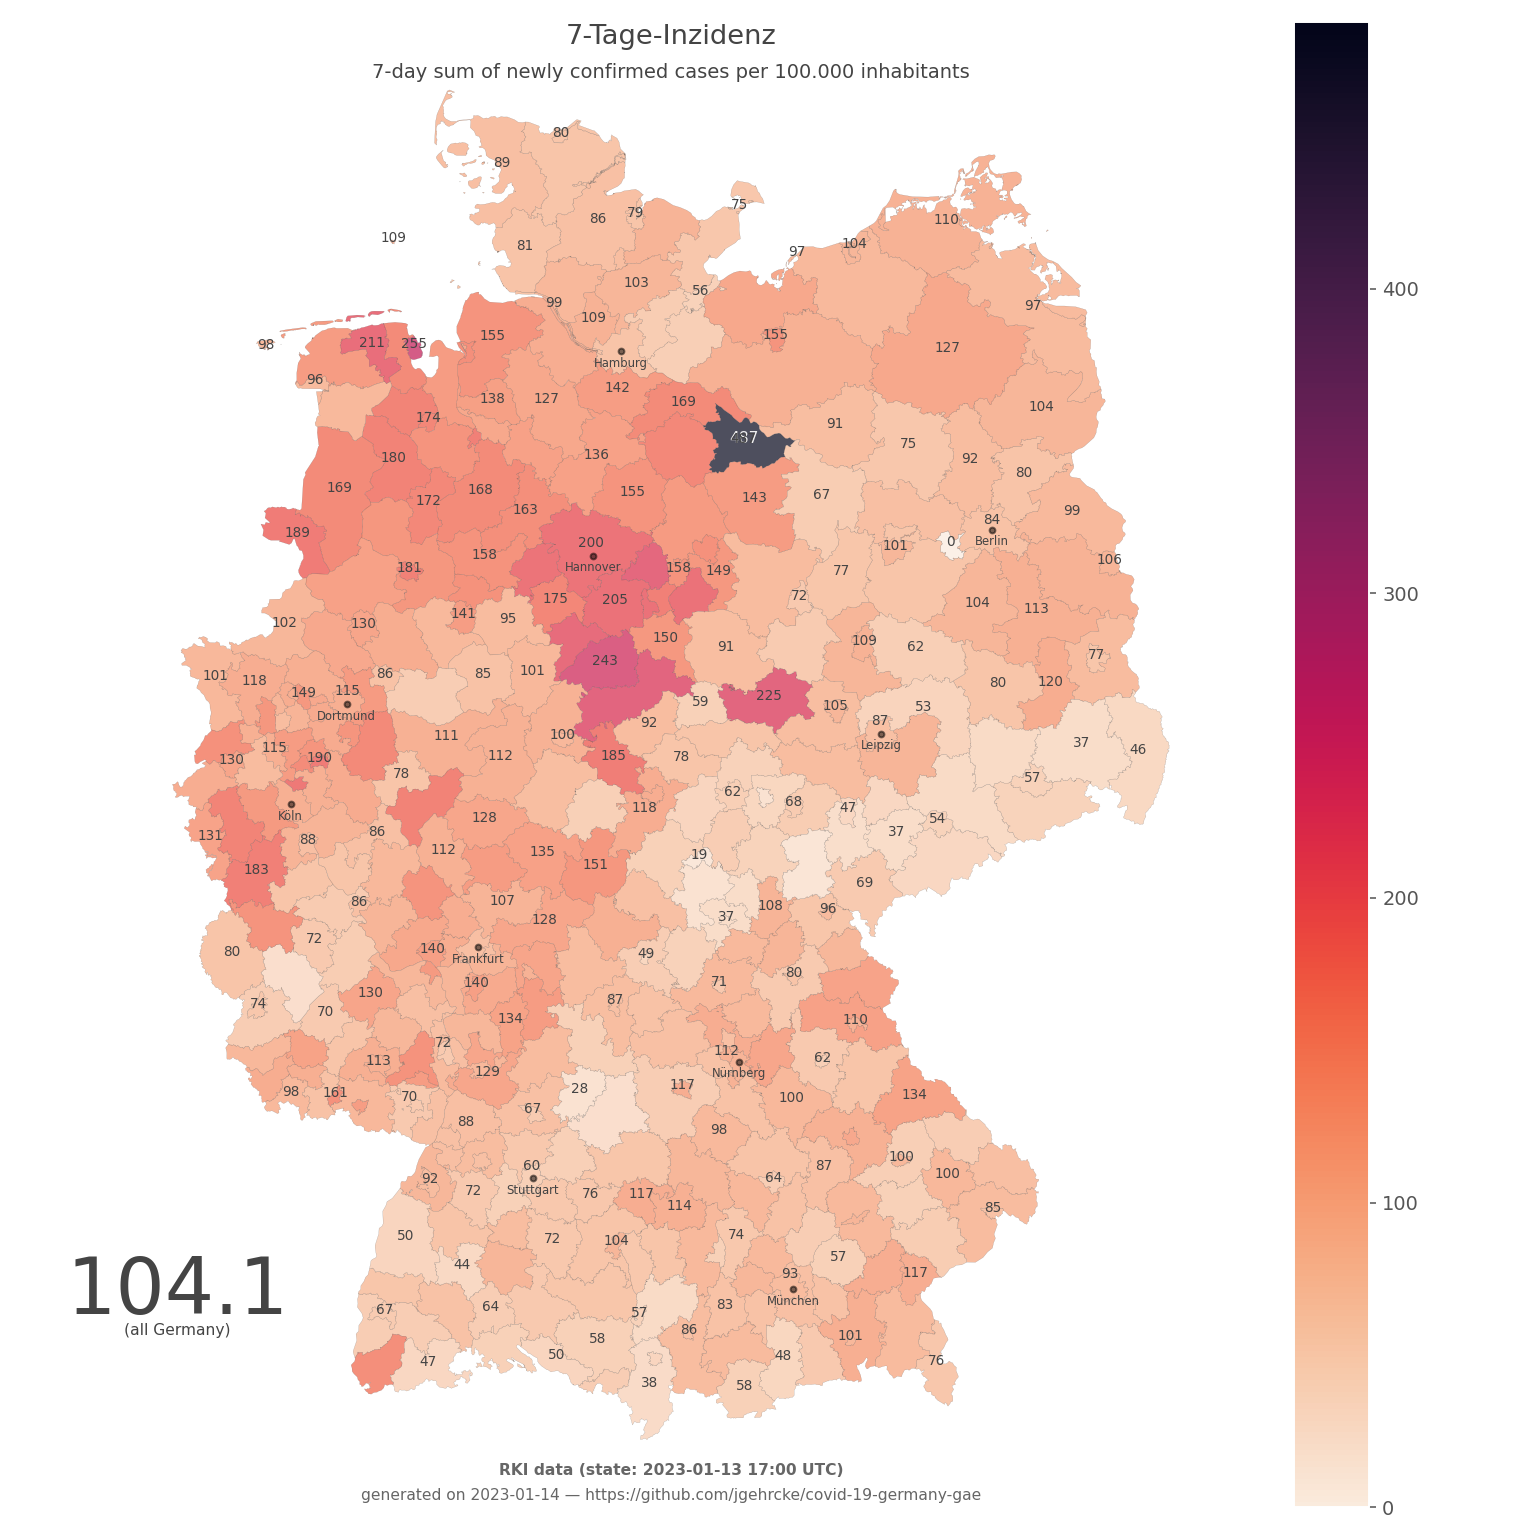 7-Tage-Inzidenz
7-day sum of newly confirmed cases per 100.000 inhabitants
80
89
75
86 79
110
109 81 104
97
103
56
99 97
109
155 155
211 255
98 127
Hamburg
96 142
138 127 169 104
174 91
487 75
136 92
180 80
169 168 155 143 67
172 163 99
189 84
200 101 0 Berlin
158 106
Hannover 158 149 77
181
175 205 72 104 113
141 95
102 130 150 109 62
91 77
243
101 118 86 85 101 80 120
149 115 225
59 105 53
Dortmund 92 87
111 100 37 46
115 Leipzig
130 190 112 185 78
78 57
62 68 47
Köln 128 118 54
131 88 86 37
112 135 19
183 151 69
86 107 108 96
128 37
72 140
80 49
Frankfurt
140 71 80
130 87
74 70 134 110
72 112
113 62
129 Nürnberg
98 161 70 28 117 100 134
67
88 98
60 87 100
92 64 100
72 Stuttgart 76 117 114
85
50 72 104 74
57
44 93 117
104.1 München
67 64 57 83
(all Germany) 86 101
58
47 50 48 76
38 58
400
300
200
100
0
RKI data (state: 2023-01-13 17:00 UTC)
generated on 2023-01-14 — https://github.com/jgehrcke/covid-19-germany-gae